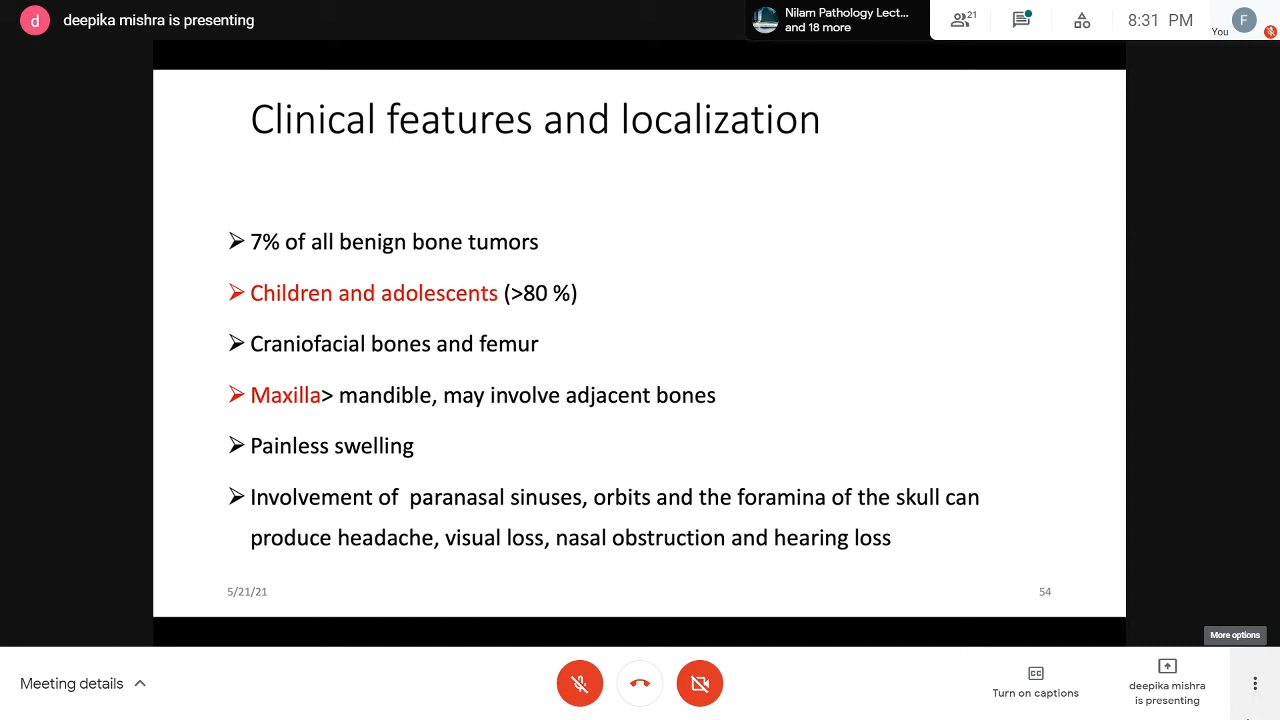 d deepika mishra is presenting
Nilam Pathology Lect...
and 18 more
21
8:31 PM
You
F
Clinical features and localization
7% of all benign bone tumors
Children and adolescents (>80 %)
Craniofacial bones and femur
Maxilla> mandible, may involve adjacent bones
Painless swelling
Involvement of paranasal sinuses, orbits and the foramina of the skull can
produce headache, visual loss, nasal obstruction and hearing loss
5/21/21
54
More options
Meeting details
CC
Turn on captions
deepika mishra
is presenting